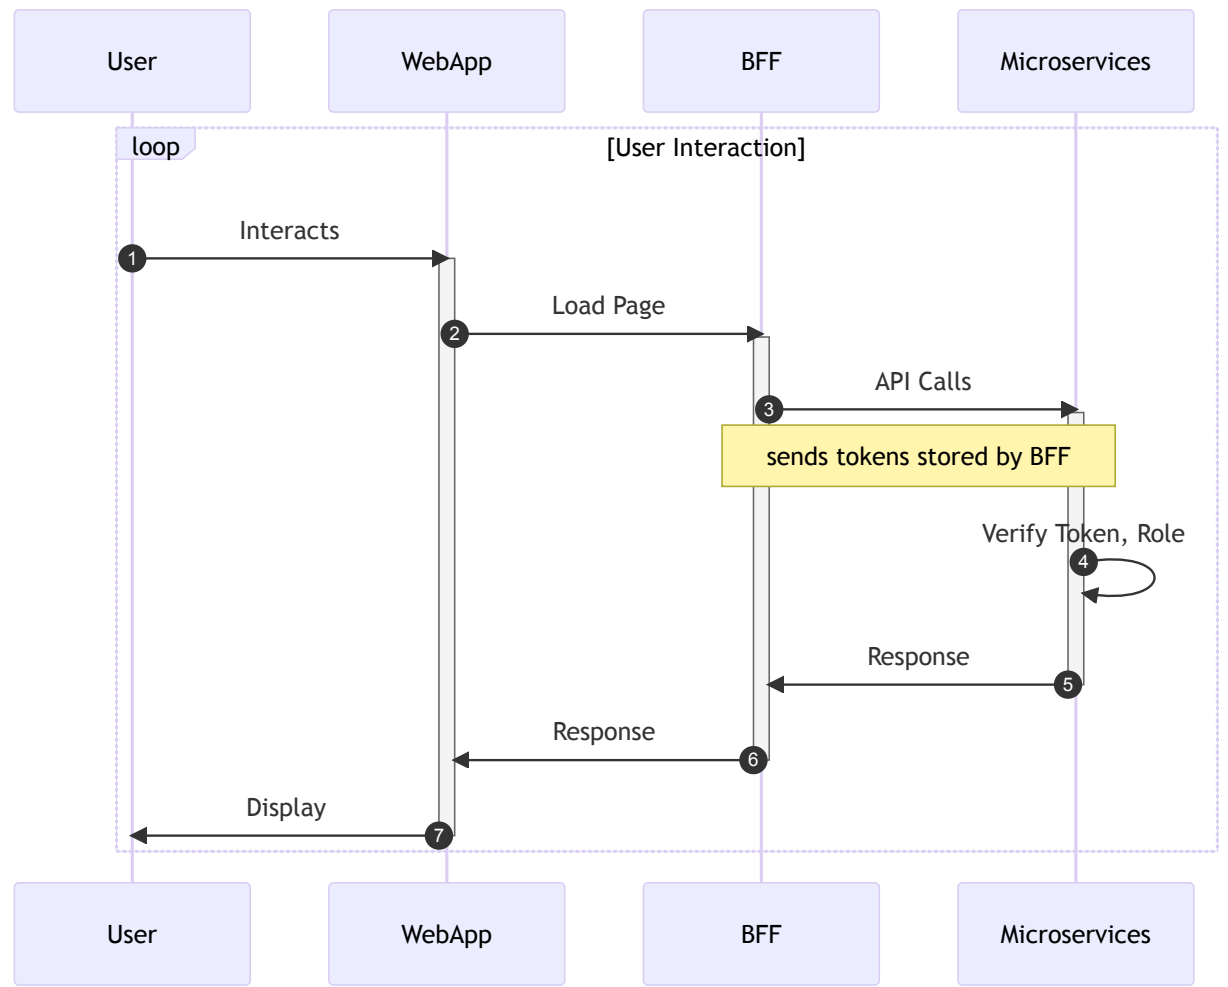 User
WebApp
BFF
Microservices
loop
[User Interaction]
Interacts
1
Load Page
2
API Calls
3
sends tokens stored by BFF
Verify Token, Role
4
Response
5
Response
6
Display
7
User
WebApp
BFF
Microservices